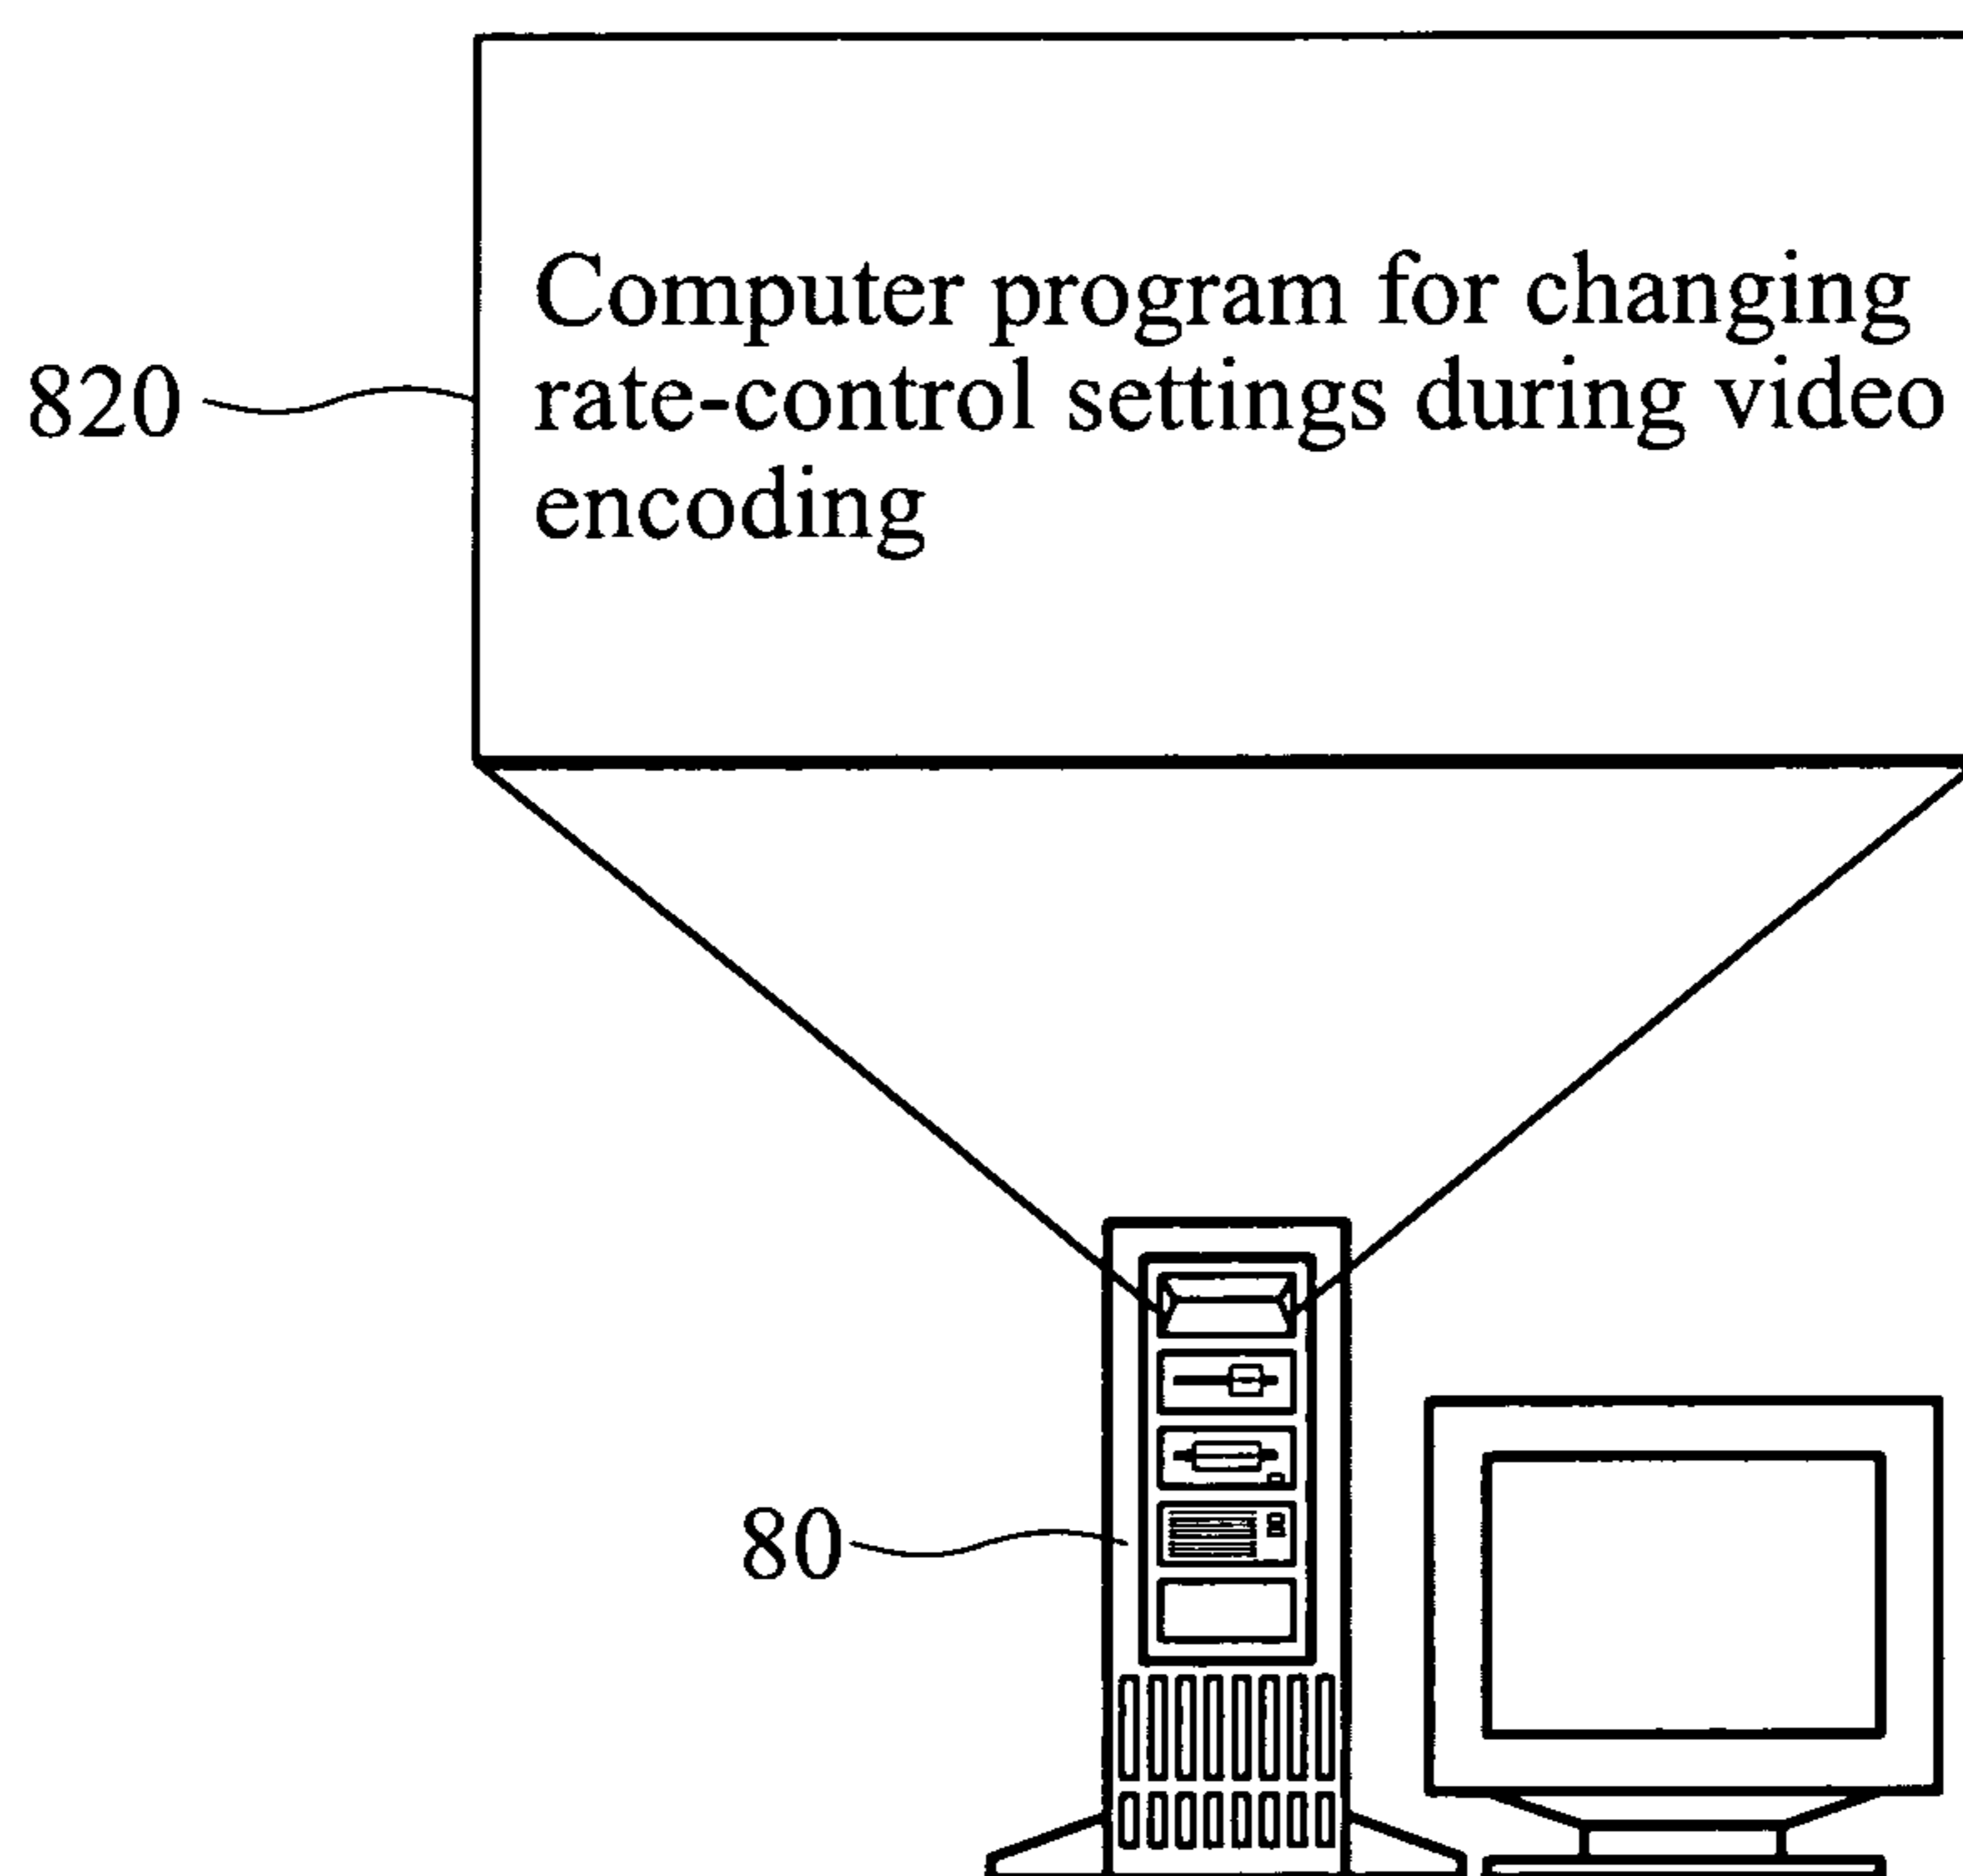 Computer program for changing
rate-control settings during video
encoding
820
80